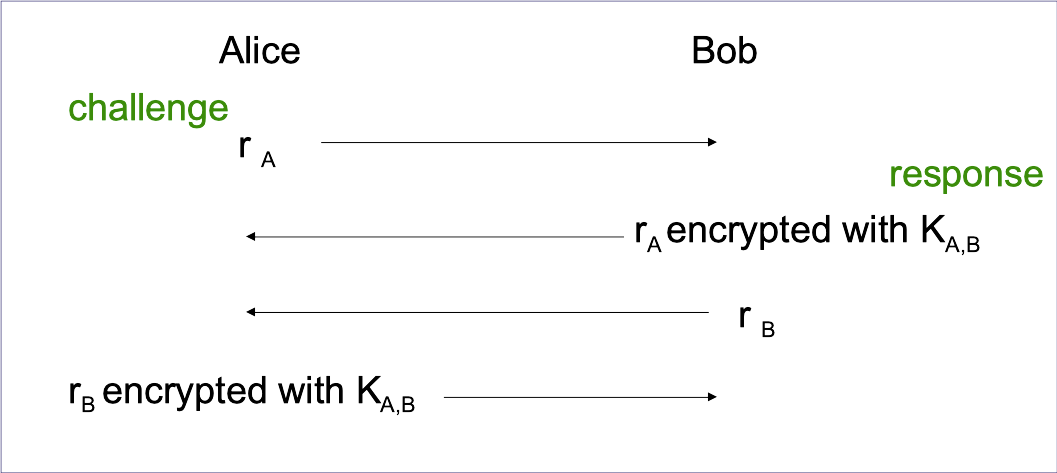 Alice Bob
challenge
r A
response
rA encrypted with KA,B
r B
rB encrypted with KA,B